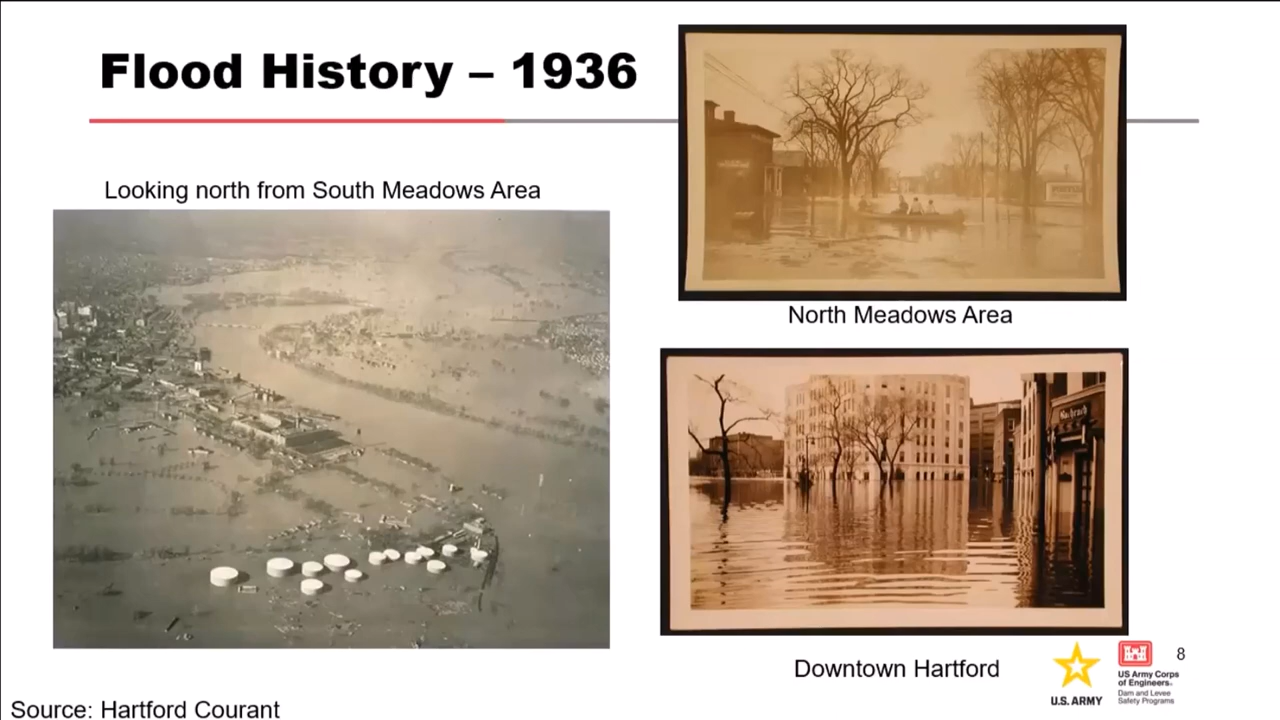 Flood History – 1936
Looking north from South Meadows Area
North Meadows Area
Downtown Hartford
8
U.S. ARMY
US Army Corps
of Engineers®
Dam and Levee
Safety Programs
Source: Hartford Courant